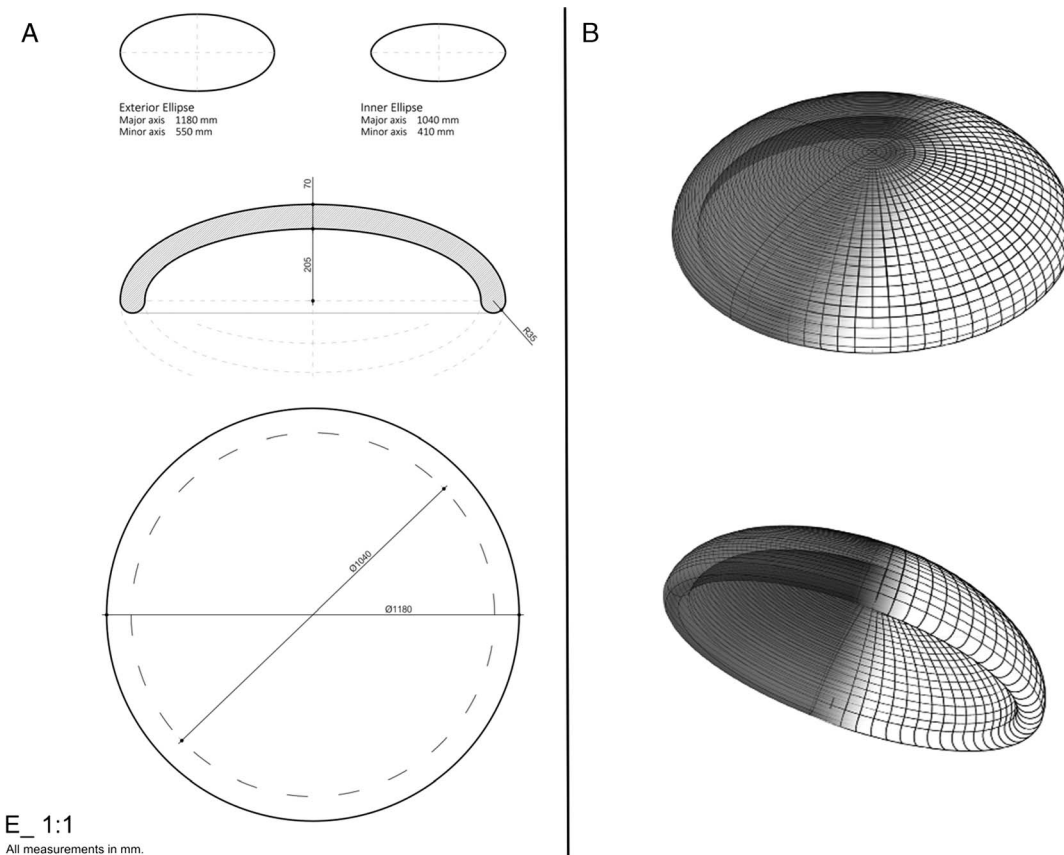 A
B
Exterior Ellipse
Major axis 1180 mm
Minor axis 550 mm
Inner Ellipse
Major axis 1040 mm
Minor axis 410 mm
70
205
R35
Ø1040
Ø1180
E_ 1:1
All measurements in mm.